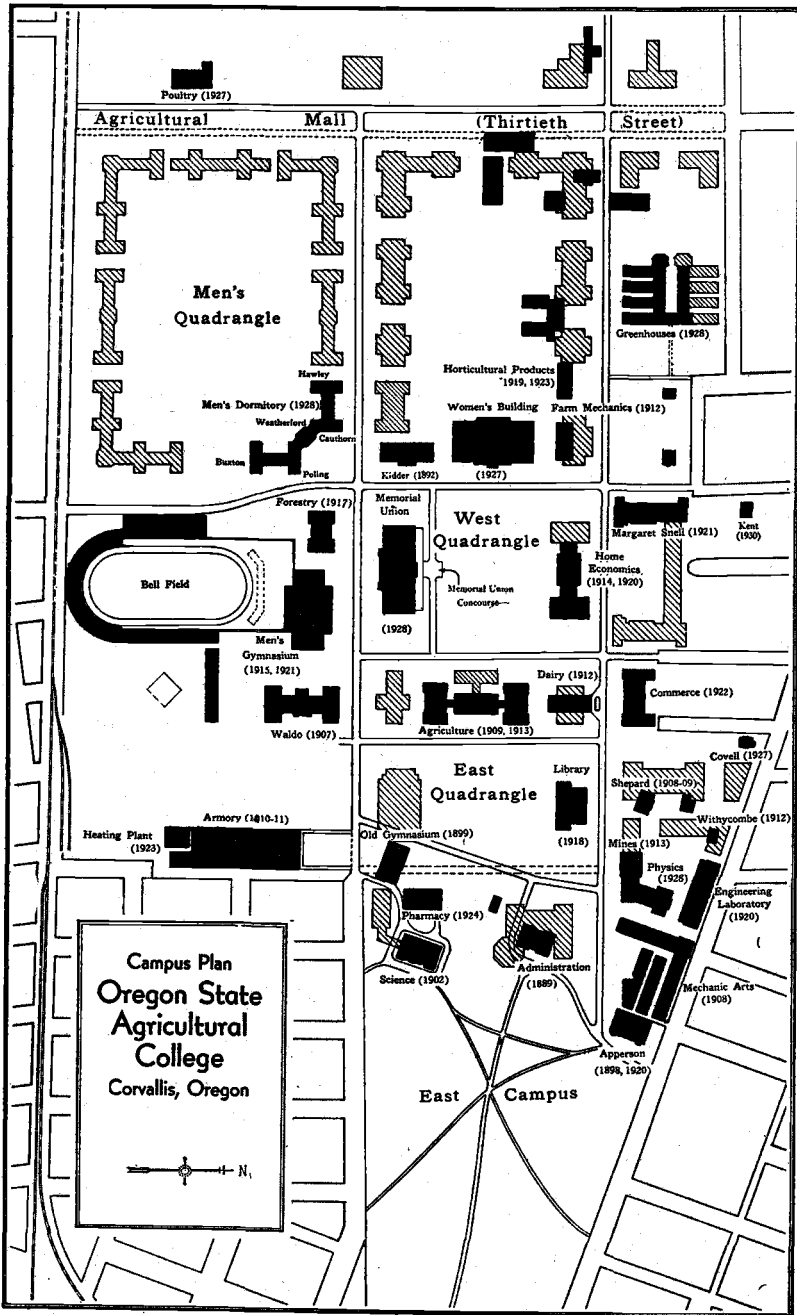 Poultry (1927)
Agricultural Mall (Thirtieth Street)
Men's
Quadrangle
Greenhouses (1928)
Hawley
Men's Dormitory (1928)
Weatherford
Cauthorn
Buxton
Poling
Horticultural Products
1919, 1923)
Women's Building
(1927)
Farm Mechanics (1912)
Kidder (1892)
Forestry (1917)
Memorial
Union
(1928)
West
Quadrangle
Memorial Union
Concourse
Home
Economics
(1914, 1920)
Margaret Snell (1921)
Kent
(1930)
Bell Field
Men's
Gymnasium
(1915, 1921)
Waldo (1907)
Agriculture (1909, 1913)
Dairy (1912)
Commerce (1922)
Covell (1927)
East
Quadrangle
Library
(1918)
Shepard (1908-09)
Withycombe (1912)
Mines (1913)
Physics
(1928)
Engineering
Laboratory
(1920)
Armory (1910-11)
Heating Plant
(1923)
Old Gymnasium (1899)
Pharmacy (1924)
Science (1902)
Administration
(1889)
Mechanic Arts
(1908)
Apperson
(1898, 1920)
East Campus
Campus Plan
Oregon State
Agricultural
College
Corvallis, Oregon
N.